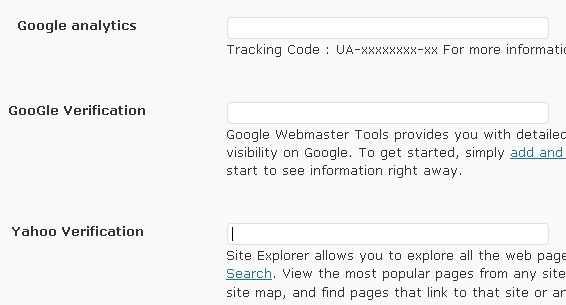 Google analytics
Tracking Code : UA-xxxxxxxx-xx For more
GooGle Verification
Google Webmaster Tools provides you with detailed
visibility on Google. To get started, simply add and
start to see information right away.
Yahoo Verification
Site Explorer allows you to explore all the web
Search. View the most popular pages from any site
site map, and find pages that link to that site or